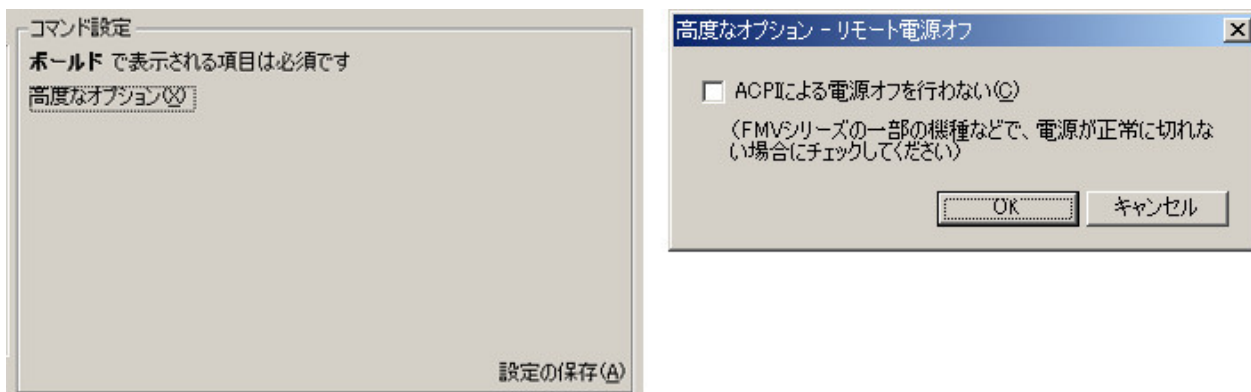 コマンド設定
ボールド で表示される項目は必須です
高度なオプション(X)
設定の保存(A)
高度なオプション - リモート電源オフ
ACPIによる電源オフを行わない(C)
(FMVシリーズの一部の機種などで、電源が正常に切れな
い場合にチェックしてください)
OK
キャンセル